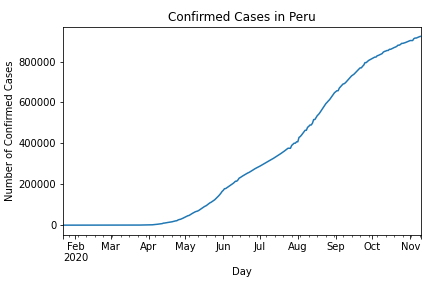 Confirmed Cases in Peru
Number of Confirmed Cases
800000
600000
400000
200000
0
Feb Mar Apr May Jun Jul Aug Sep Oct Nov
2020
Day